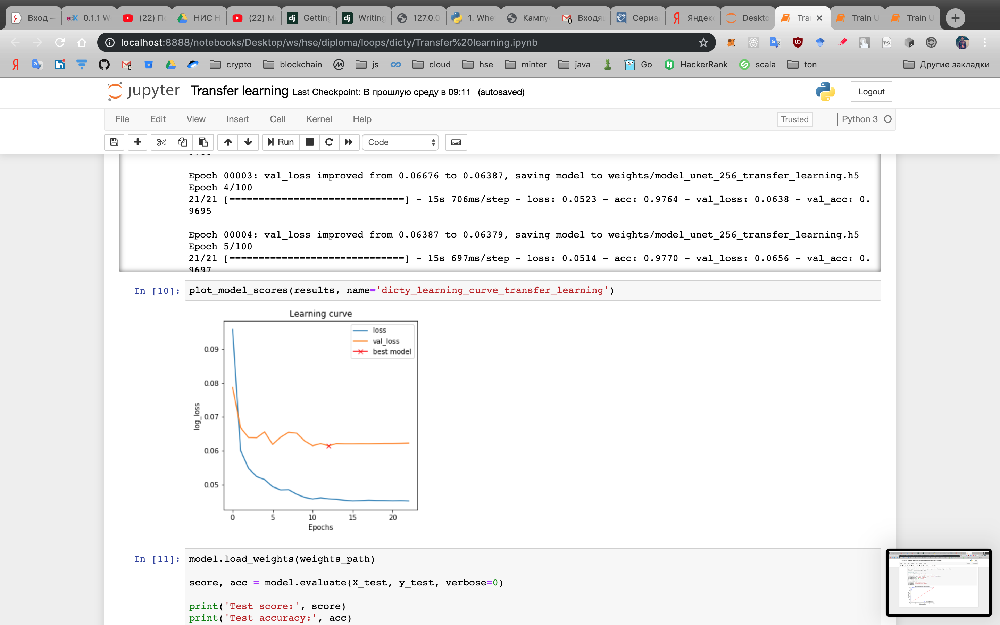 Вход —
edX 0.1.1 W
(22) П
НИС Н
(22) М
dj Getting
dj Writing
127.0.0
1. Whe
Кампу
Входя
Сериа
Яндек
Deskto
Tra
Train U
Train U
localhost:8888/notebooks/Desktop/ws/hse/diploma/loops/dicty/Transfer%20learning.ipynb
crypto
blockchain
js
cloud
hse
minter
java
Go
HackerRank
scala
ton
Другие закладки
jupyter Transfer learning Last Checkpoint: В прошлую среду в 09:11 (autosaved)
Logout
File Edit View Insert Cell Kernel Help
Trusted
Python 3
Run
Code
Epoch 00003: val_loss improved from 0.06676 to 0.06387, saving model to weights/model_unet_256_transfer_learning.h5
Epoch 4/100
21/21 [==============================] - 15s 706ms/step - loss: 0.0523 - acc: 0.9764 - val_loss: 0.0638 - val_acc: 0.
9695
Epoch 00004: val_loss improved from 0.06387 to 0.06379, saving model to weights/model_unet_256_transfer_learning.h5
Epoch 5/100
21/21 [==============================] - 15s 697ms/step - loss: 0.0514 - acc: 0.9770 - val_loss: 0.0656 - val_acc: 0.
9697
In [10]: plot_model_scores(results, name='dicty_learning_curve_transfer_learning')
Learning curve
loss
val_loss
best model
0.09
0.08
0.07
0.06
0.05
log_loss
0 5 10 15 20
Epochs
In [11]: model.load_weights(weights_path)
score, acc = model.evaluate(X_test, y_test, verbose=0)
print('Test score:', score)
print('Test accuracy:', acc)